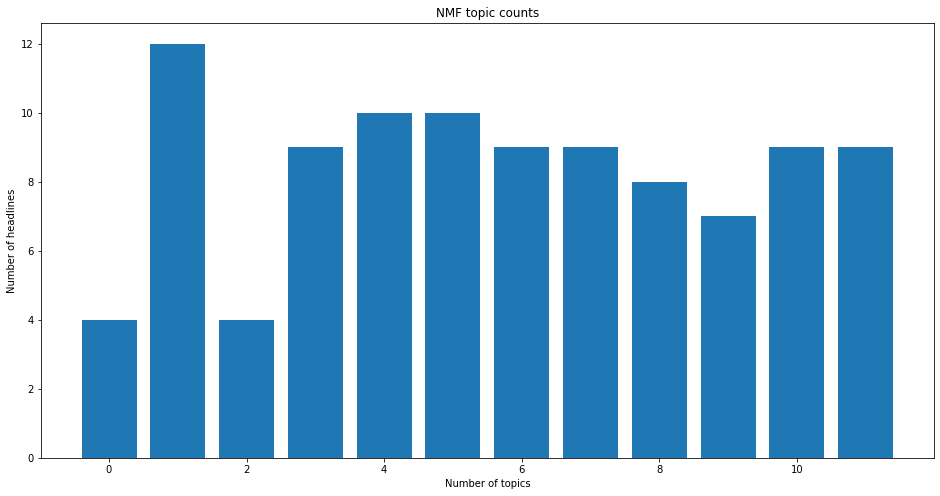 NMF topic counts
Number of headlines
12
10
8
6
4
2
0
0 2 4 6 8 10
Number of topics